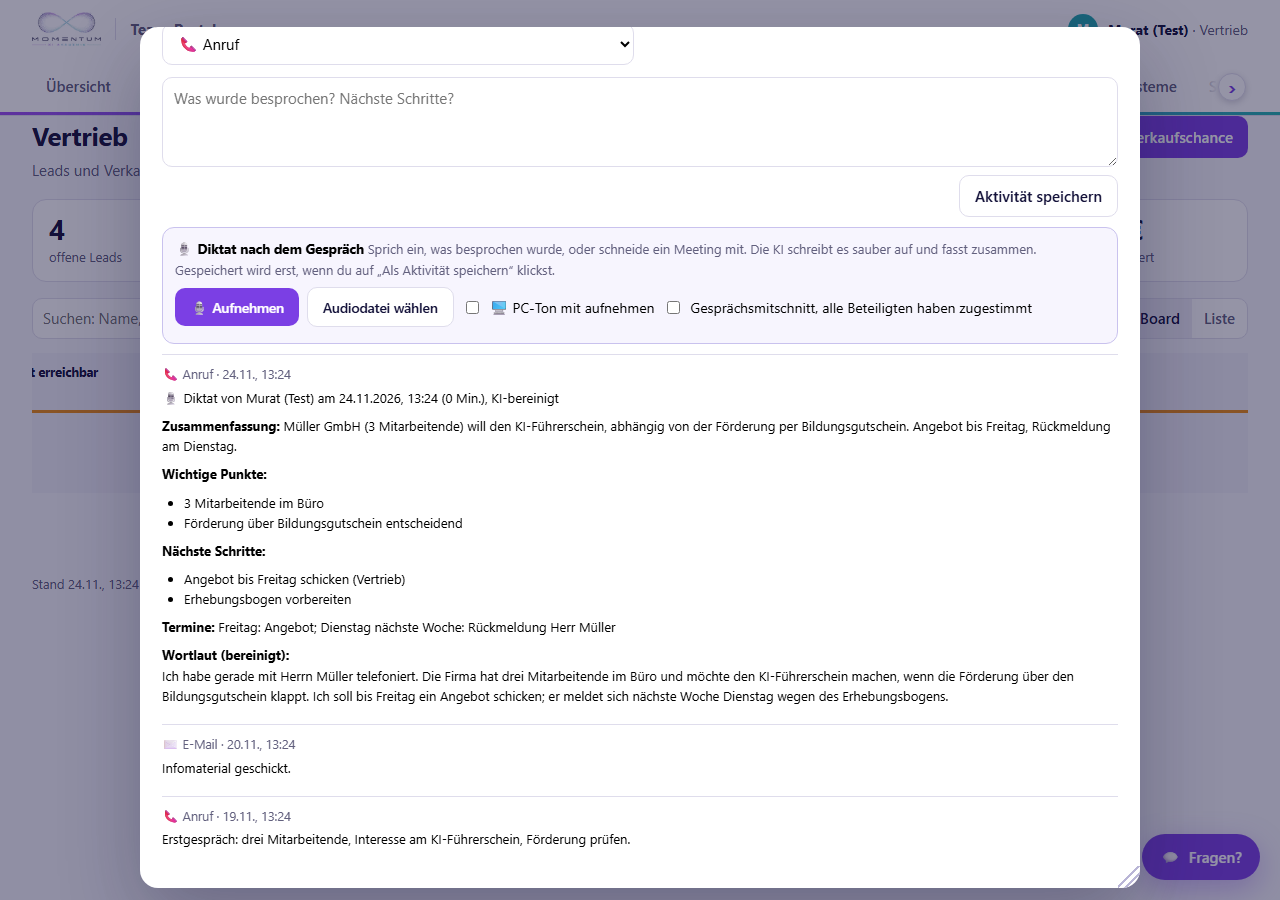 MOMENTUM
Murat (Test) · Vertrieb
Übersicht
Vertrieb
Leads und Verka
erkaufschance
4
offene Leads
ert
Suchen: Name,
Board
Liste
t erreichbar
Stand 24.11., 13:24
Anruf
Was wurde besprochen? Nächste Schritte?
Aktivität speichern
Diktat nach dem Gespräch Sprich ein, was besprochen wurde, oder schneide ein Meeting mit. Die KI schreibt es sauber auf und fasst zusammen.
Gespeichert wird erst, wenn du auf „Als Aktivität speichern“ klickst.
Aufnehmen
Audiodatei wählen
PC-Ton mit aufnehmen
Gesprächsmitschnitt, alle Beteiligten haben zugestimmt
Anruf · 24.11., 13:24
Diktat von Murat (Test) am 24.11.2026, 13:24 (0 Min.), KI-bereinigt
Zusammenfassung: Müller GmbH (3 Mitarbeitende) will den KI-Führerschein, abhängig von der Förderung per Bildungsgutschein. Angebot bis Freitag, Rückmeldung
am Dienstag.
Wichtige Punkte:
• 3 Mitarbeitende im Büro
• Förderung über Bildungsgutschein entscheidend
Nächste Schritte:
• Angebot bis Freitag schicken (Vertrieb)
• Erhebungsbogen vorbereiten
Termine: Freitag: Angebot; Dienstag nächste Woche: Rückmeldung Herr Müller
Wortlaut (bereinigt):
Ich habe gerade mit Herrn Müller telefoniert. Die Firma hat drei Mitarbeitende im Büro und möchte den KI-Führerschein machen, wenn die Förderung über den
Bildungsgutschein klappt. Ich soll bis Freitag ein Angebot schicken; er meldet sich nächste Woche Dienstag wegen des Erhebungsbogens.
E-Mail · 20.11., 13:24
Infomaterial geschickt.
Anruf · 19.11., 13:24
Erstgespräch: drei Mitarbeitende, Interesse am KI-Führerschein, Förderung prüfen.
Fragen?